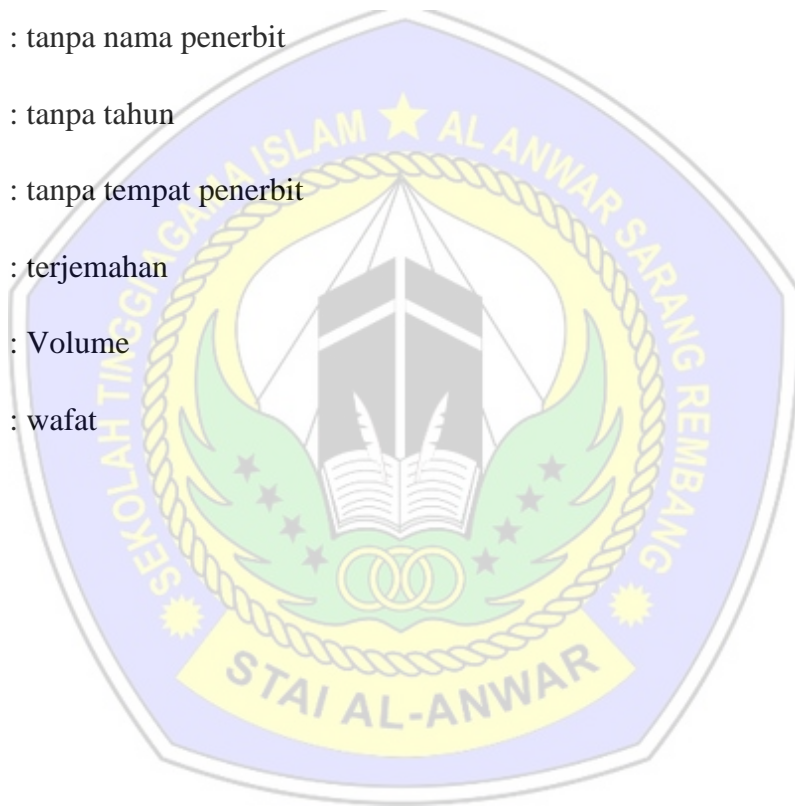 : tanpa nama penerbit
: tanpa tahun
: tanpa tempat penerbit
: terjemahan
: Volume
: wafat
SEKOLAH TINGGI AGAMA ISLAM ★ AL ANWAR SARANG REMBANG
STAI AL-ANWAR